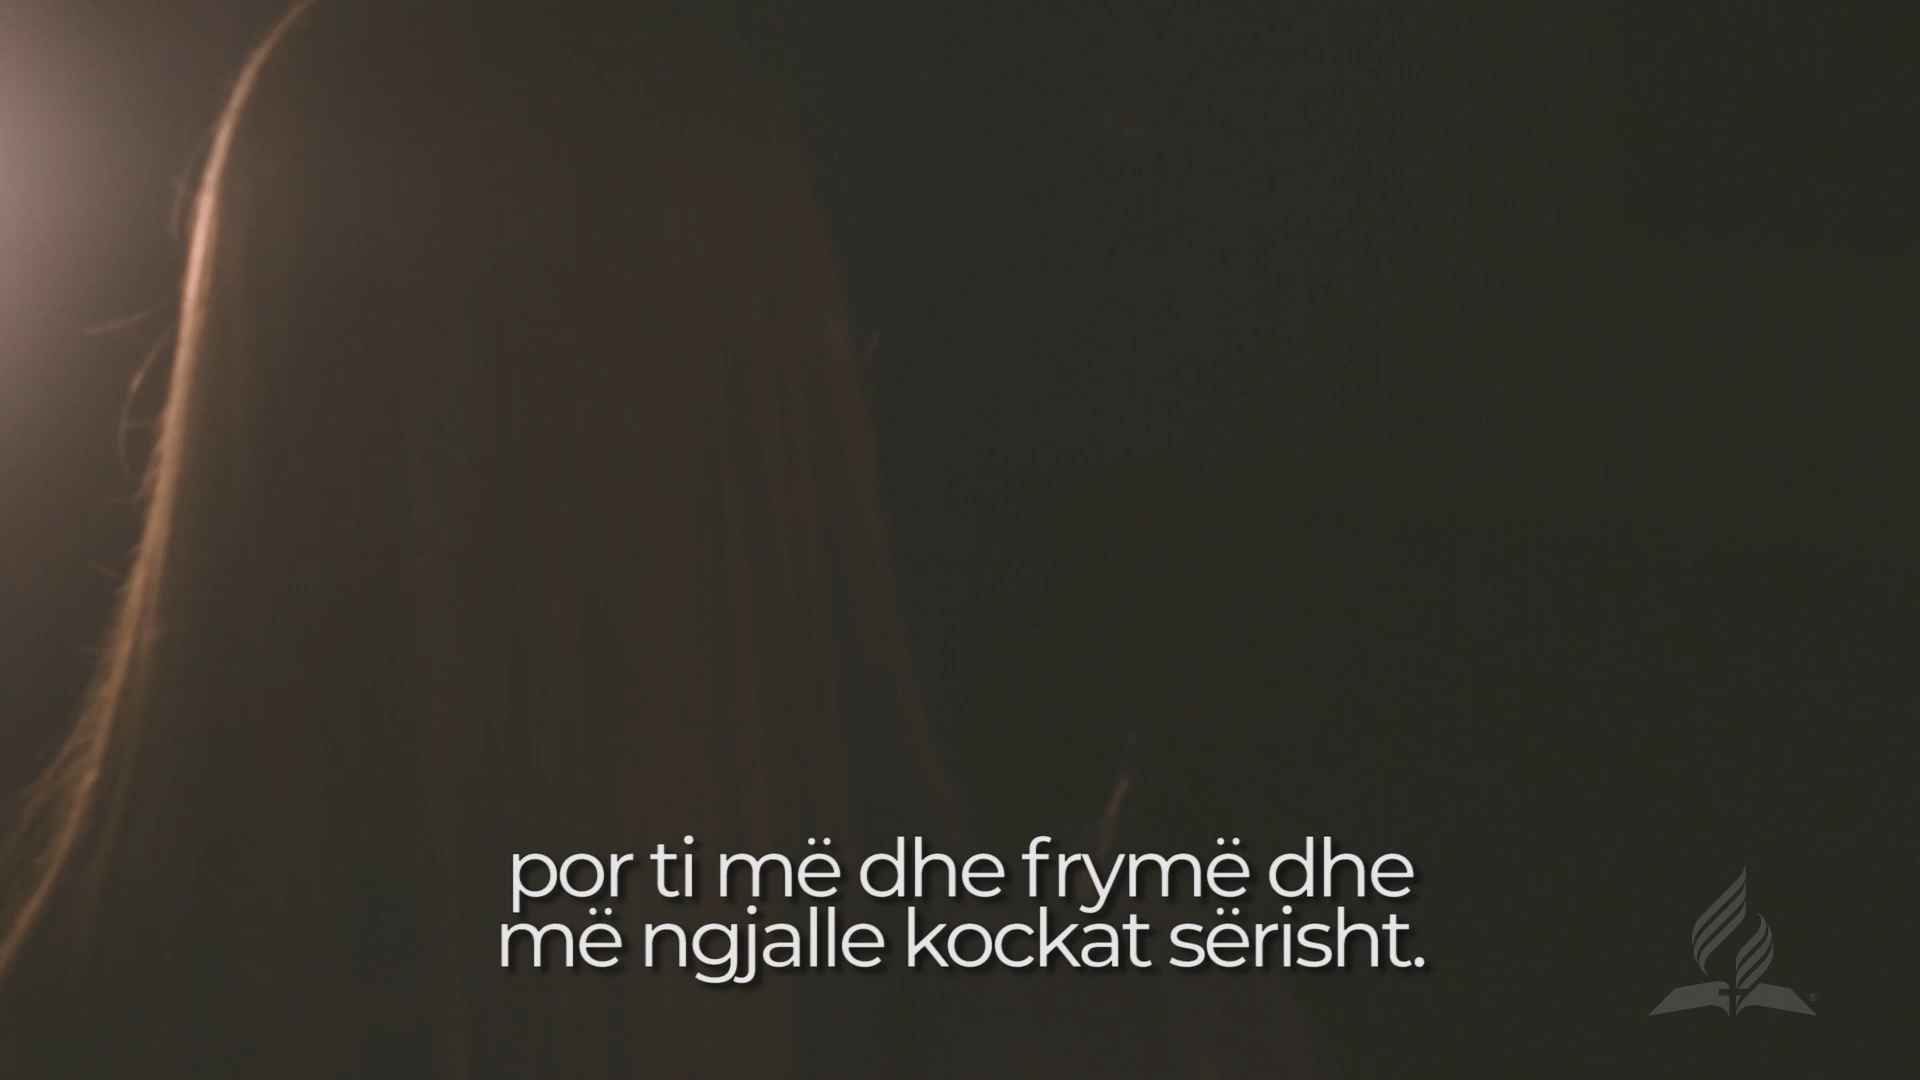 por ti më dhe frymë dhe
më ngjalle kockat sërisht.